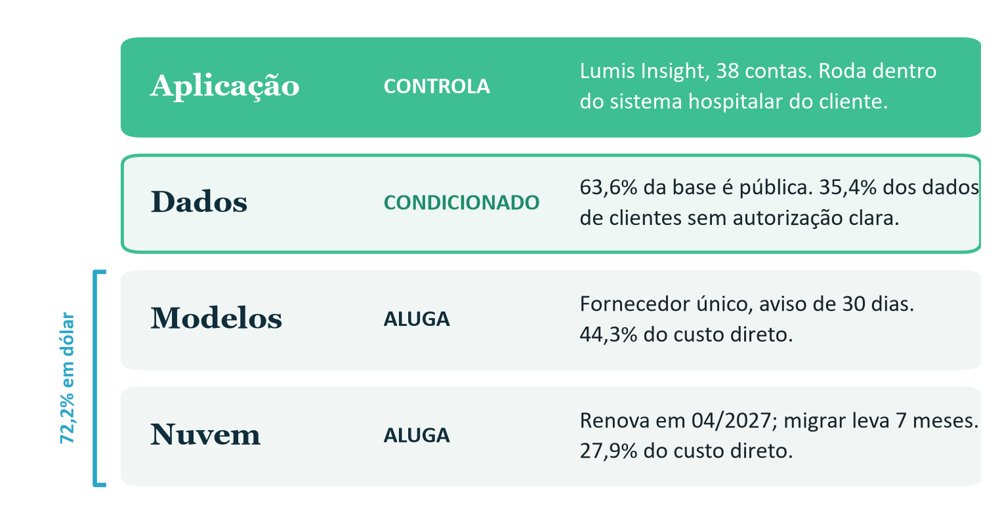 Aplicação
CONTROLA
Lumis Insight, 38 contas. Roda dentro
do sistema hospitalar do cliente.
Dados
CONDICIONADO
63,6% da base é pública. 35,4% dos dados
de clientes sem autorização clara.
72,2% em dólar
Modelos
ALUGA
Fornecedor único, aviso de 30 dias.
44,3% do custo direto.
Nuvem
ALUGA
Renova em 04/2027; migrar leva 7 meses.
27,9% do custo direto.